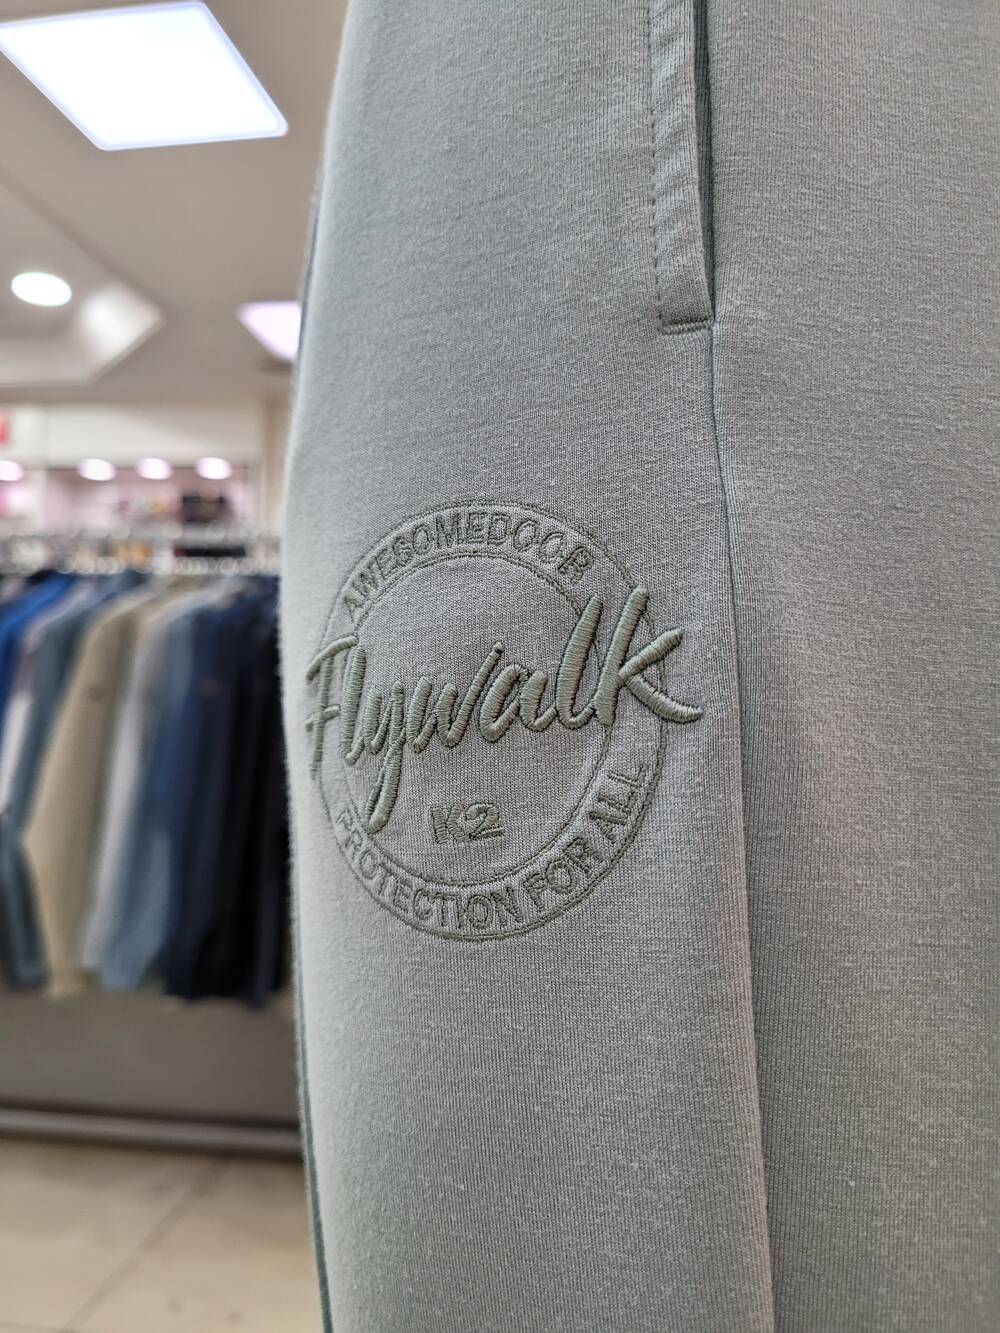 AWESOMEDOOR
Flywalk
K2
PROTECTION FOR ALL